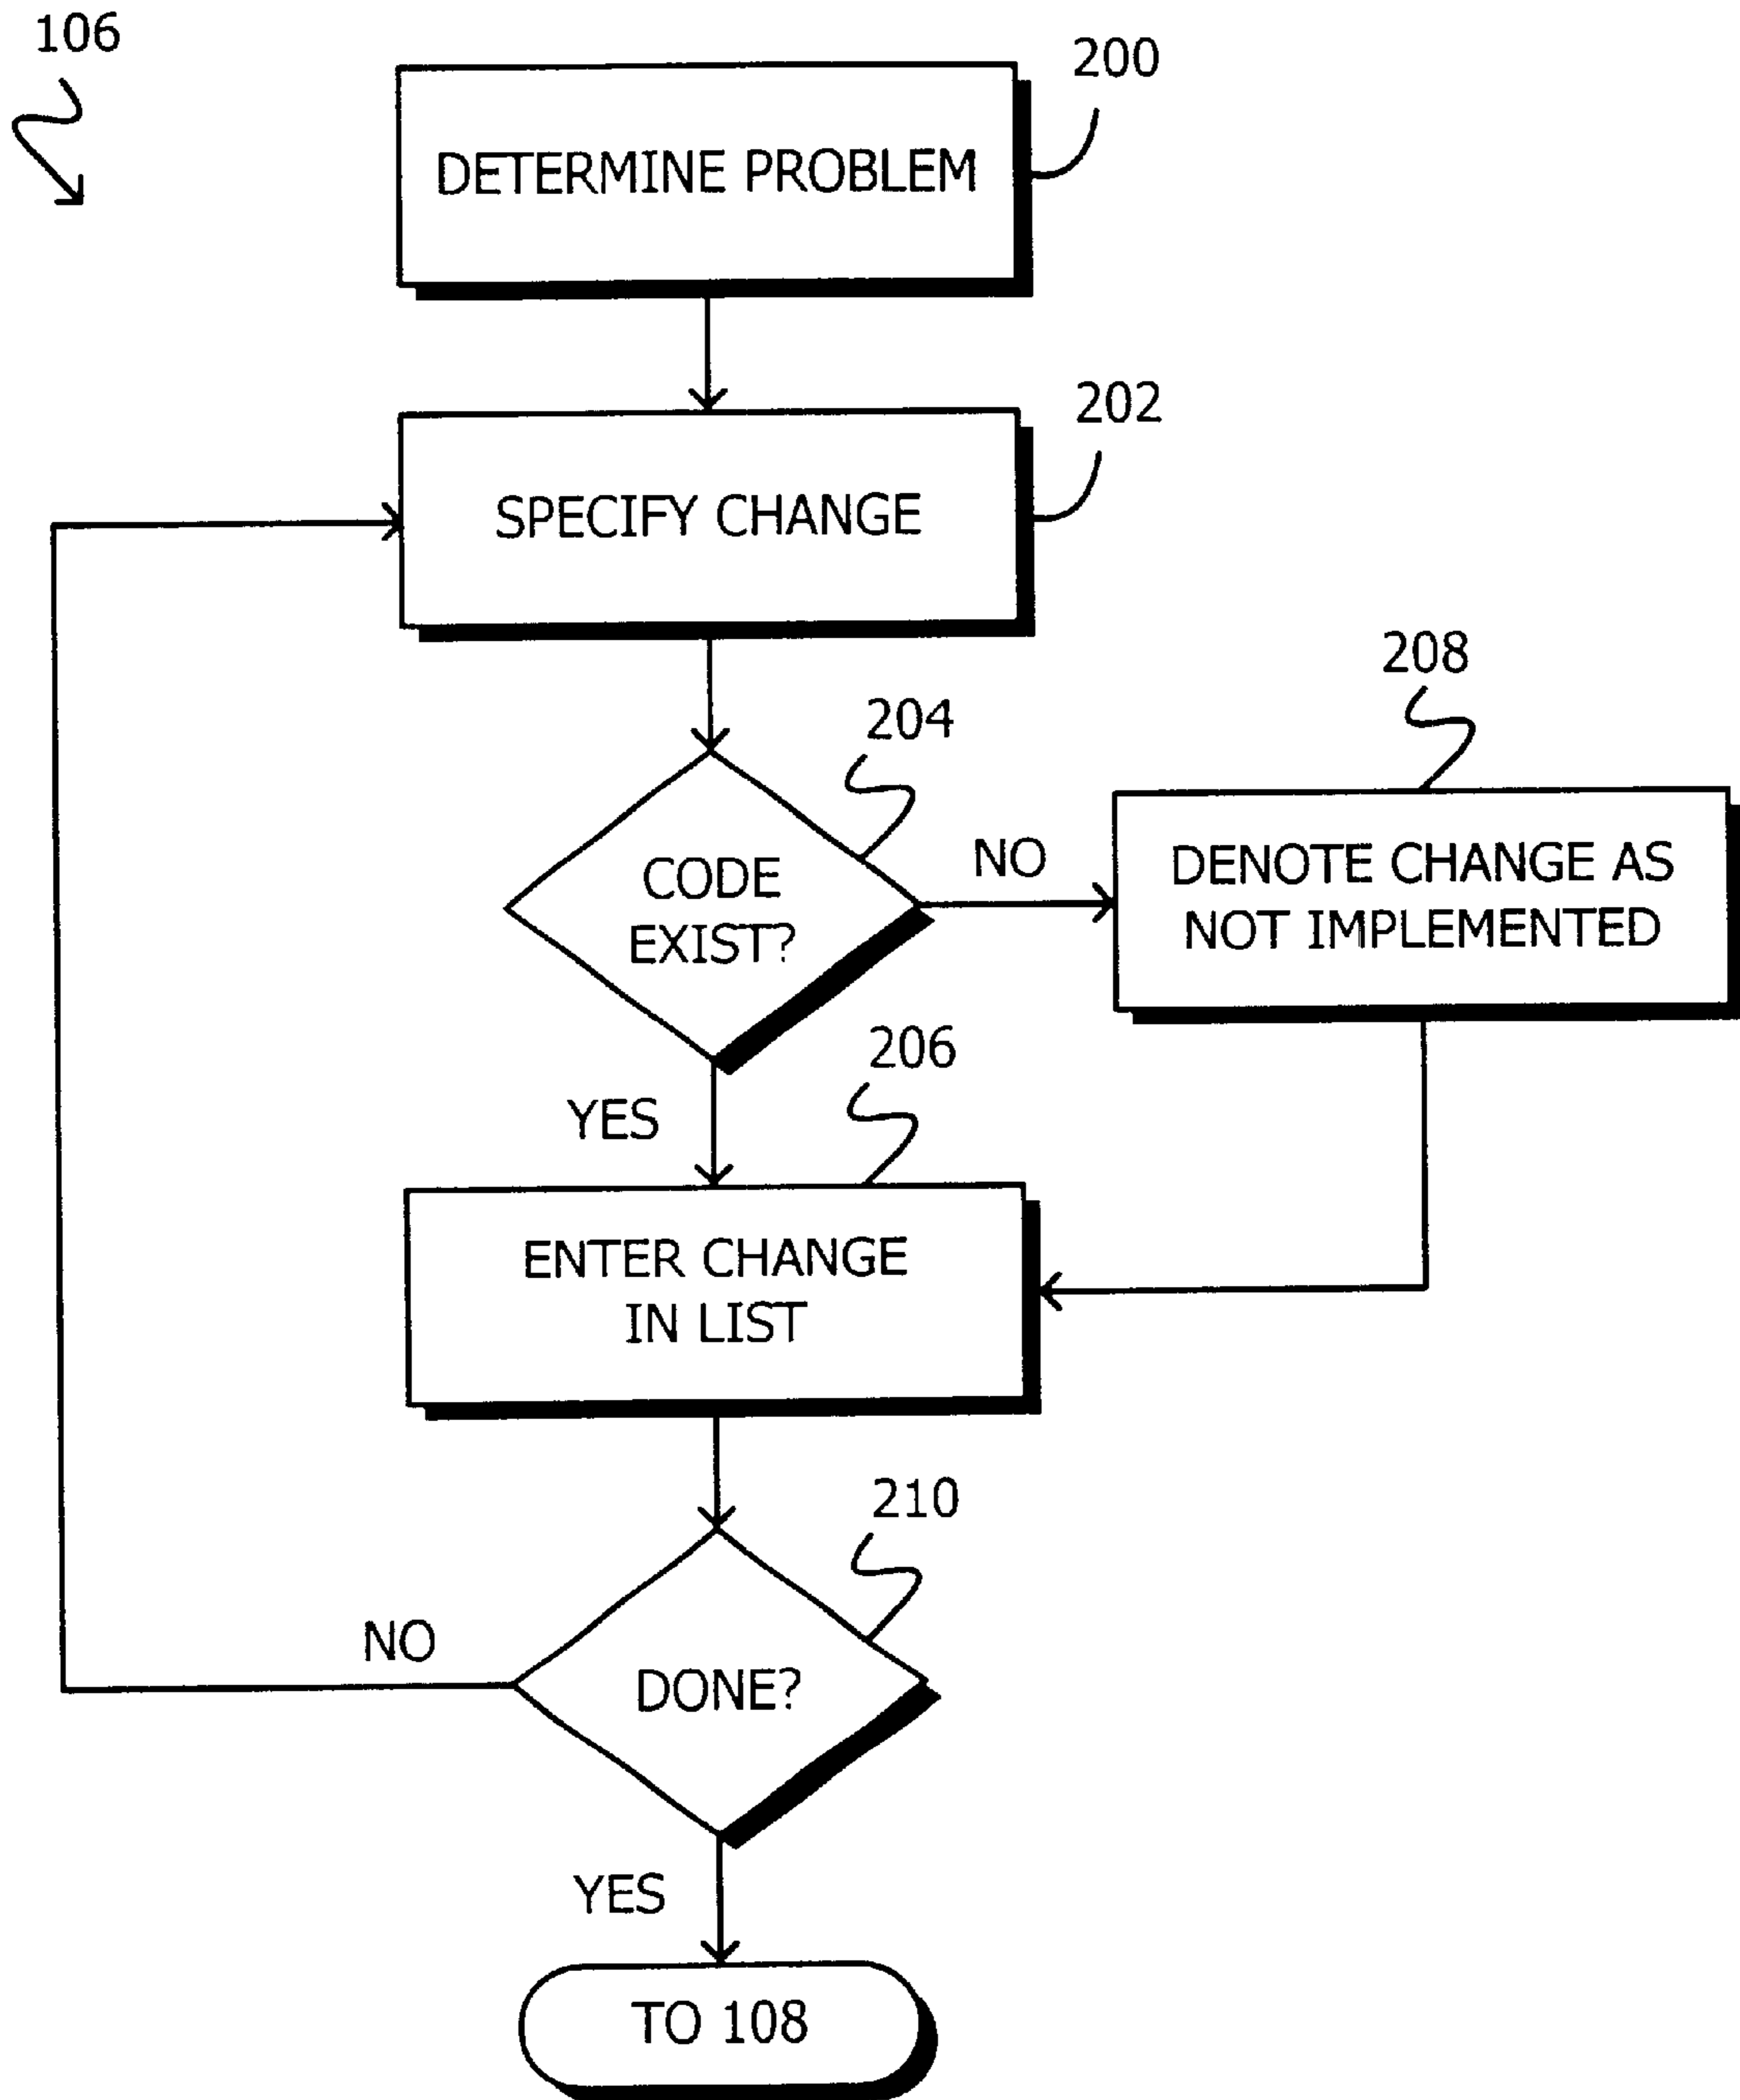 106
200
DETERMINE PROBLEM
202
SPECIFY CHANGE
204
208
CODE
EXIST?
NO
DENOTE CHANGE AS
NOT IMPLEMENTED
YES
206
ENTER CHANGE
IN LIST
210
NO
DONE?
YES
TO 108